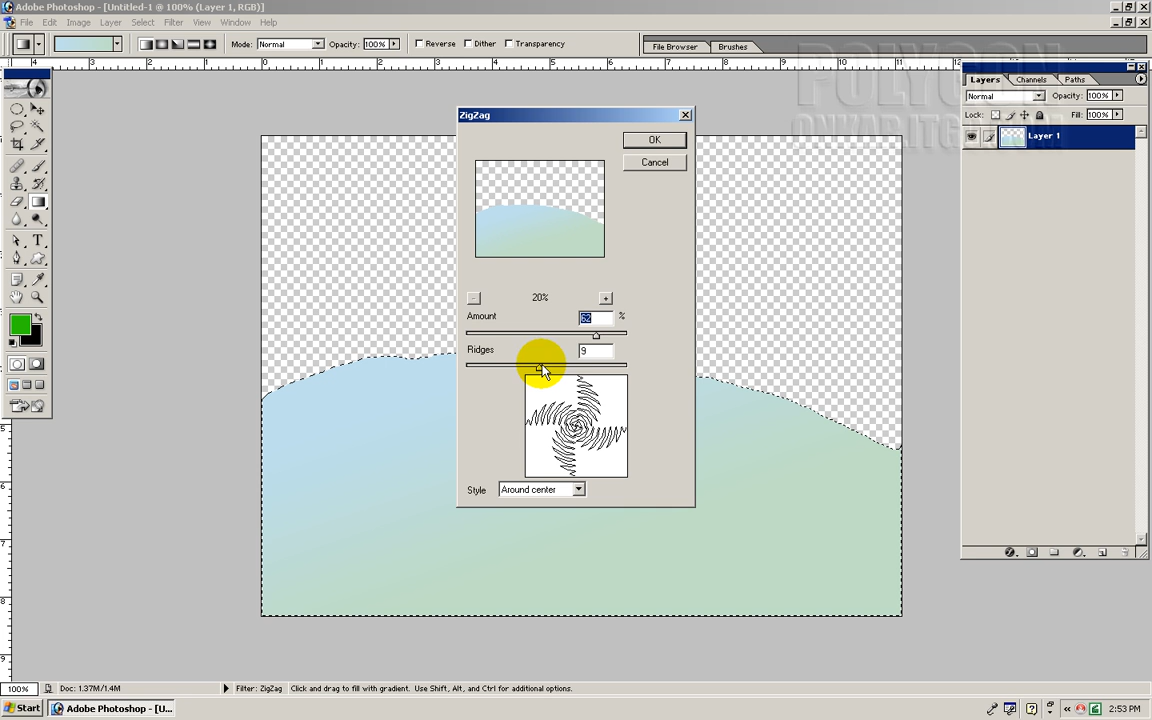 Adobe Photoshop - [Untitled-1 @ 100% (Layer 1, RGB)]
File Edit Image Layer Select Filter View Window Help
Mode: Normal Opacity: 100% Reverse Dither Transparency File Browser Brushes
POLYGON
Layers Channels Paths
Normal Opacity: 100%
Lock: Fill: 100%
Layer 1
ZigZag
OK
Cancel
- 20% +
Amount 62 %
Ridges 9
Style Around center
100% Doc: 1.37M/1.4M Filter: ZigZag Click and drag to fill with gradient. Use Shift, Alt, and Ctrl for additional options.
Start Adobe Photoshop - [U... 2:53 PM